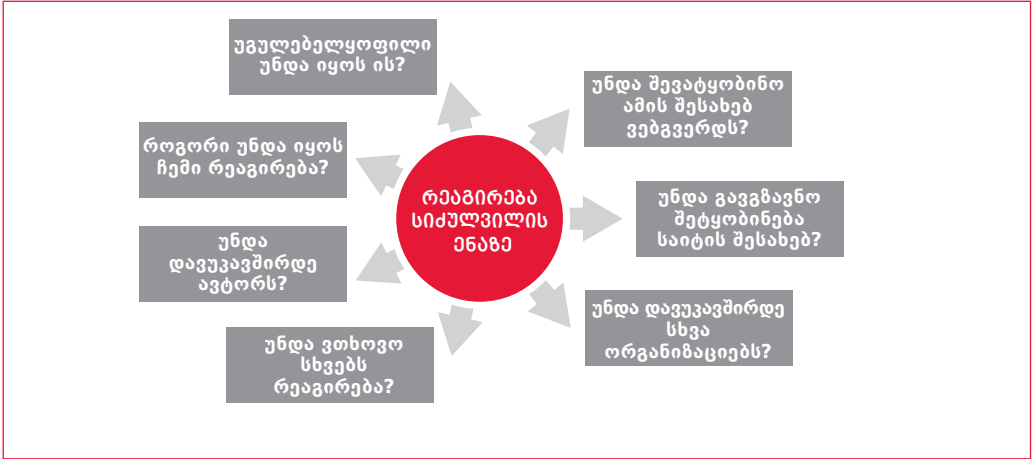 უგულებელყოფილი
უნდა იყოს ის?
უნდა შევატყობინო
ამის შესახებ
ვებგვერდს?
როგორი უნდა იყოს
ჩემი რეაგირება?
რეაგირება
სიძულვილის
ენაზე
უნდა გავგზავნო
შეტყობინება
საიტის შესახებ?
უნდა
დავუკავშირდე
ავტორს?
უნდა დავუკავშირდე
სხვა
ორგანიზაციებს?
უნდა ვთხოვო
სხვებს
რეაგირება?